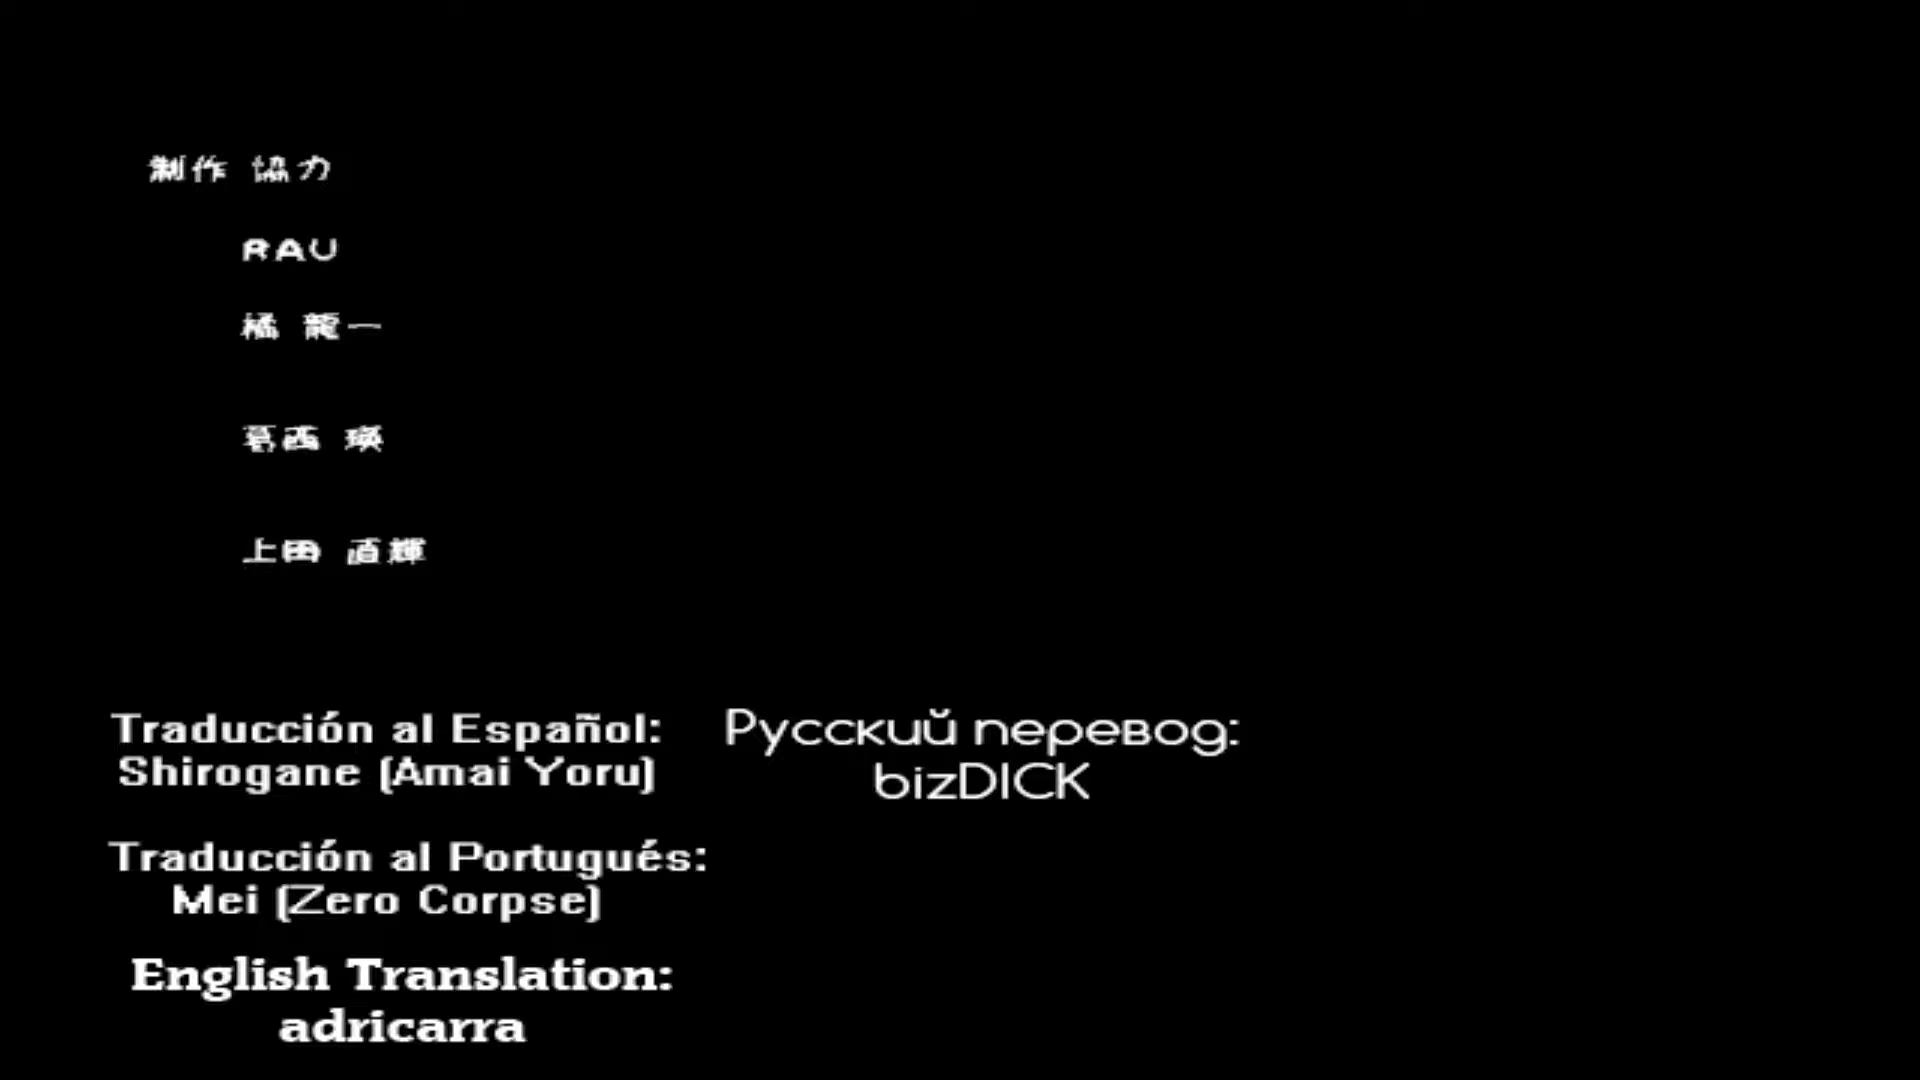 制作 協力
RAU
橘 龍一
葛西 瑛
上田 直輝
Traducción al Español:
Shirogane (Amai Yoru)
Русский перевод:
bizDICK
Traducción al Portugués:
Mei (Zero Corpse)
English Translation:
adricarra